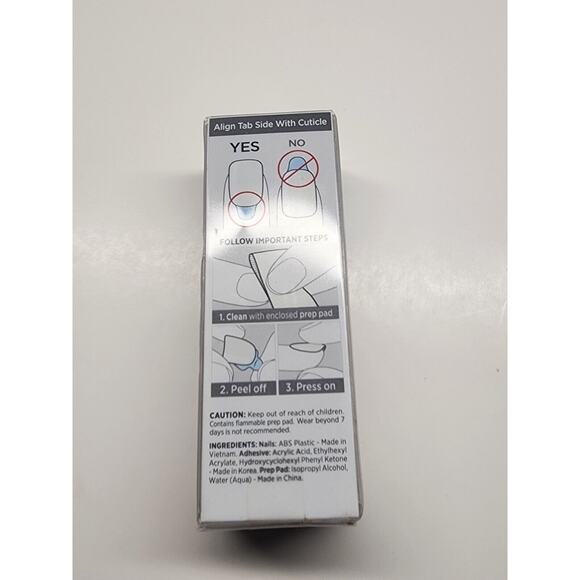 Align Tab Side With Cuticle
YES NO
FOLLOW IMPORTANT STEPS
1. Clean with enclosed prep pad
2. Peel off 3. Press on
CAUTION: Keep out of reach of children.
Contains flammable prep pad. Wear beyond 7
days is not recommended.
INGREDIENTS: Nails: ABS Plastic - Made in
Vietnam. Adhesive: Acrylic Acid, Ethylhexyl
Acrylate, Hydroxycyclohexyl Phenyl Ketone
- Made in Korea. Prep Pad: Isopropyl Alcohol,
Water (Aqua) - Made in China.